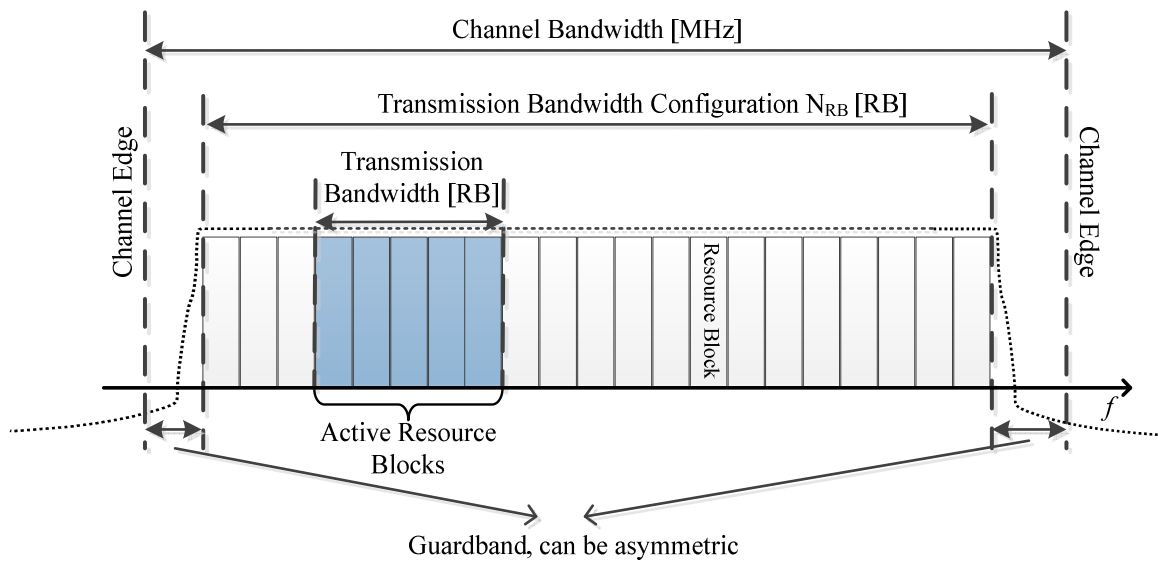 Channel Bandwidth [MHz]
Transmission Bandwidth Configuration NRB [RB]
Channel Edge
Transmission
Bandwidth [RB]
Channel Edge
Resource Block
f
Active Resource
Blocks
Guardband, can be asymmetric